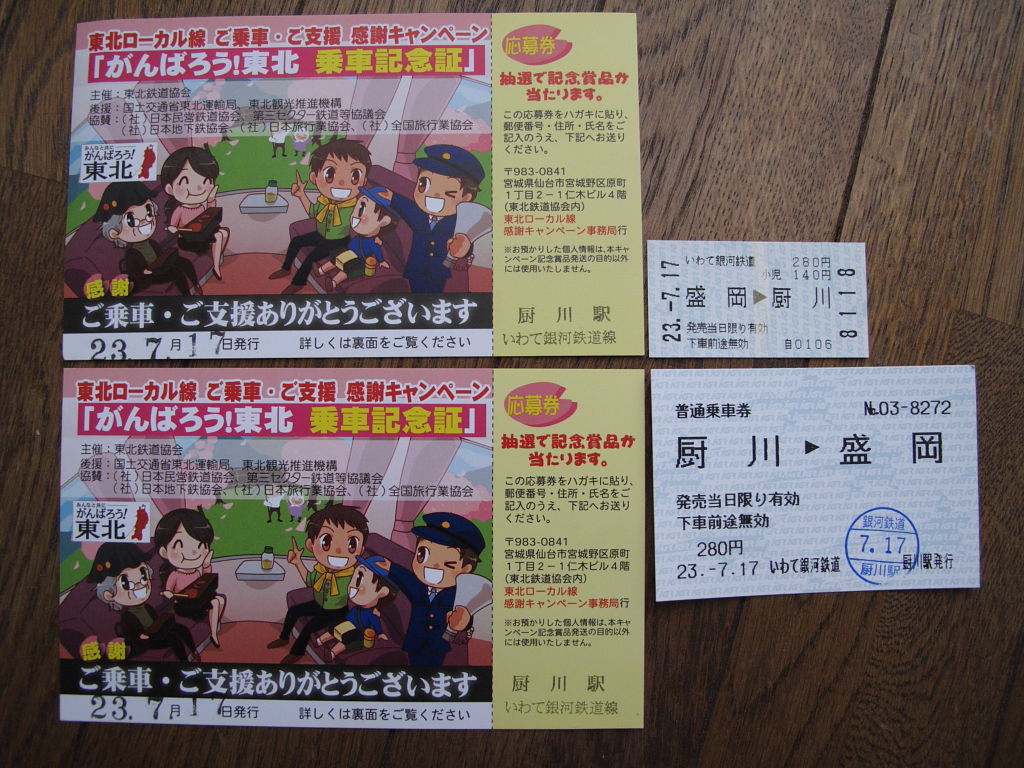 東北ローカル線 ご乗車・ご支援 感謝キャンペーン
「がんばろう!東北 乗車記念証」
主催：東北鉄道協会
後援：国土交通省東北運輸局、東北観光推進機構
協賛：（社）日本民営鉄道協会、第三セクター鉄道等協議会
（社）日本地下鉄協会、（社）日本旅行業協会、（社）全国旅行業協会
みんなと共に
がんばろう!
東北
感謝
ご乗車・ご支援ありがとうございます
23.7月17日発行 詳しくは裏面をご覧ください
応募券
抽選で記念賞品が
当たります。
この応募券をハガキに貼り、
郵便番号・住所・氏名をご
記入のうえ、下記へお送り
ください。
〒983-0841
宮城県仙台市宮城野区原町
1丁目2－1仁木ビル4階
（東北鉄道協会内）
東北ローカル線
感謝キャンペーン事務局行
※お預かりした個人情報は、本キャ
ンペーン記念賞品発送の目的以外
には使用いたしません。
厨川駅
いわて銀河鉄道線
23.-7.17
いわて銀河鉄道 280円
小児 140円
盛岡▶厨川
発売当日限り有効
下車前途無効 自0106
8118
東北ローカル線 ご乗車・ご支援 感謝キャンペーン
「がんばろう!東北 乗車記念証」
主催：東北鉄道協会
後援：国土交通省東北運輸局、東北観光推進機構
協賛：（社）日本民営鉄道協会、第三セクター鉄道等協議会
（社）日本地下鉄協会、（社）日本旅行業協会、（社）全国旅行業協会
みんなと共に
がんばろう!
東北
感謝
ご乗車・ご支援ありがとうございます
23.7月17日発行 詳しくは裏面をご覧ください
応募券
抽選で記念賞品が
当たります。
この応募券をハガキに貼り、
郵便番号・住所・氏名をご
記入のうえ、下記へお送り
ください。
〒983-0841
宮城県仙台市宮城野区原町
1丁目2－1仁木ビル4階
（東北鉄道協会内）
東北ローカル線
感謝キャンペーン事務局行
※お預かりした個人情報は、本キャ
ンペーン記念賞品発送の目的以外
には使用いたしません。
厨川駅
いわて銀河鉄道線
普通乗車券 №03-8272
厨川▶盛岡
発売当日限り有効
下車前途無効
280円
23.-7.17 いわて銀河鉄道 厨川駅発行
銀河鉄道
7.17
厨川駅